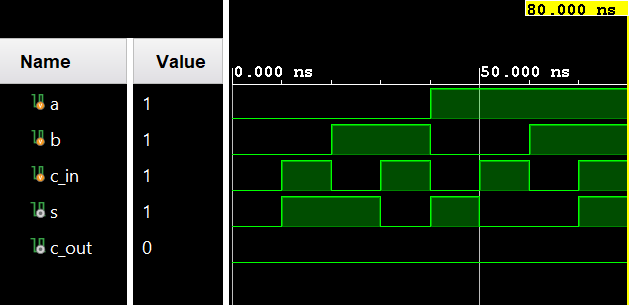 80.000 ns
Name Value
0.000 ns 50.000 ns
a 1
b 1
c_in 1
s 1
c_out 0